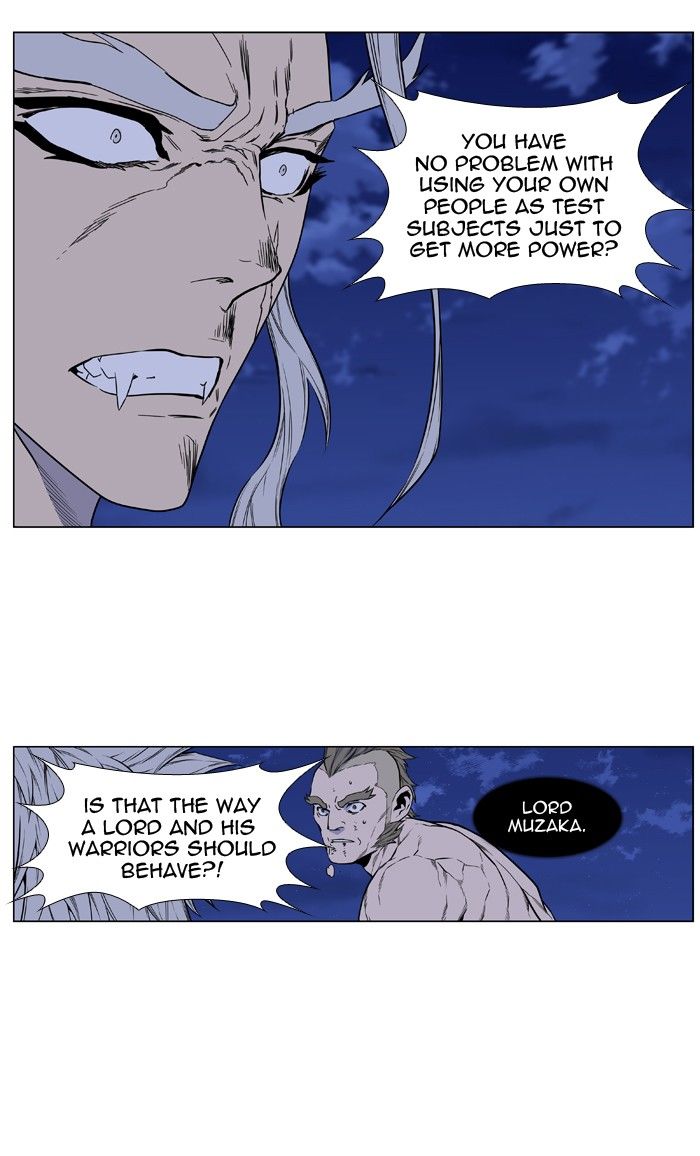 YOU HAVE
NO PROBLEM WITH
USING YOUR OWN
PEOPLE AS TEST
SUBJECTS JUST TO
GET MORE POWER?
IS THAT THE WAY
A LORD AND HIS
WARRIORS SHOULD
BEHAVE?!
LORD
MUZAKA.